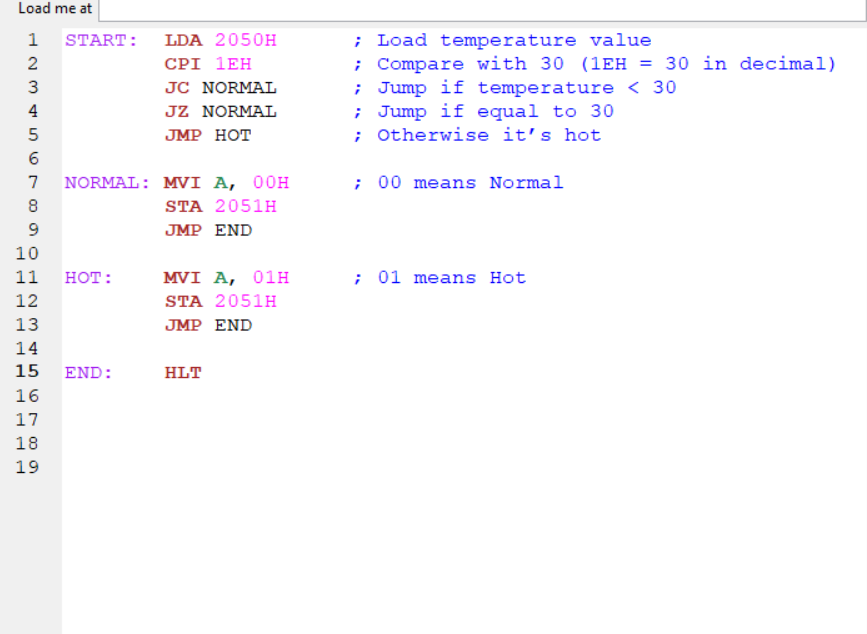 Load me at
1 START: LDA 2050H ; Load temperature value
2 CPI 1EH ; Compare with 30 (1EH = 30 in decimal)
3 JC NORMAL ; Jump if temperature < 30
4 JZ NORMAL ; Jump if equal to 30
5 JMP HOT ; Otherwise it’s hot
6
7 NORMAL: MVI A, 00H ; 00 means Normal
8 STA 2051H
9 JMP END
10
11 HOT: MVI A, 01H ; 01 means Hot
12 STA 2051H
13 JMP END
14
15 END: HLT
16
17
18
19